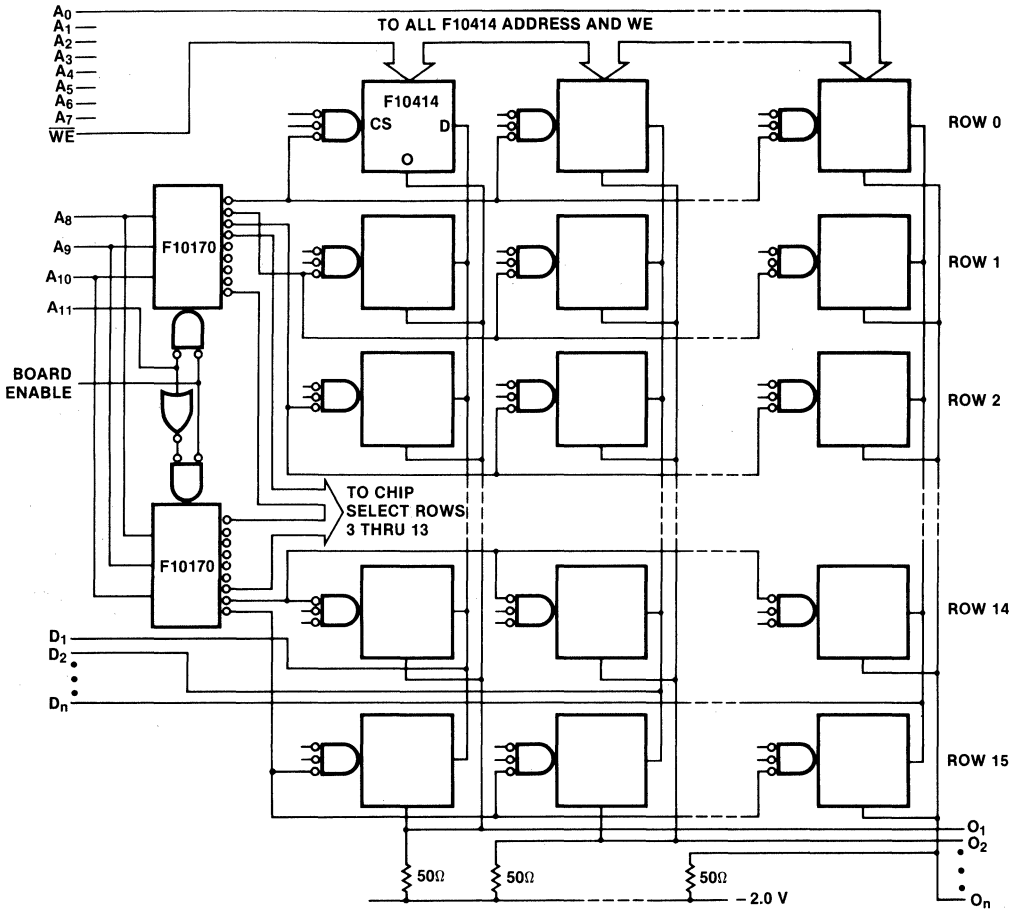 A0
TO ALL F10414 ADDRESS AND WE
A1
A2
A3
A4
A5
A6
A7
WE
F10414
CS
D
O
ROW 0
A8
F10170
A9
A10
ROW 1
A11
BOARD
ENABLE
ROW 2
TO CHIP
SELECT ROWS
3 THRU 13
F10170
ROW 14
D1
D2
Dn
ROW 15
O1
O2
50Ω
50Ω
50Ω
−2.0 V
On